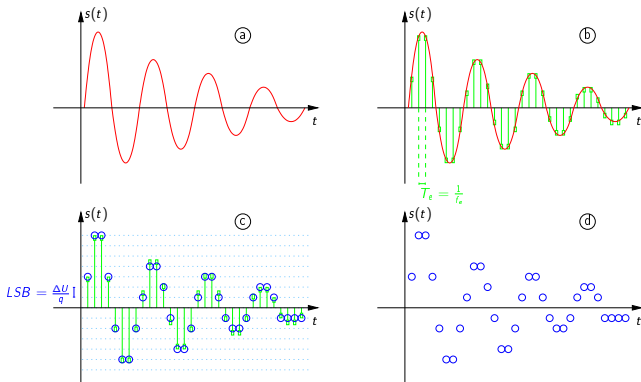 s(t)
ⓐ
t
s(t)
ⓑ
t
T_e = 1/f_e
s(t)
ⓒ
LSB = ΔU/q
t
s(t)
ⓓ
t